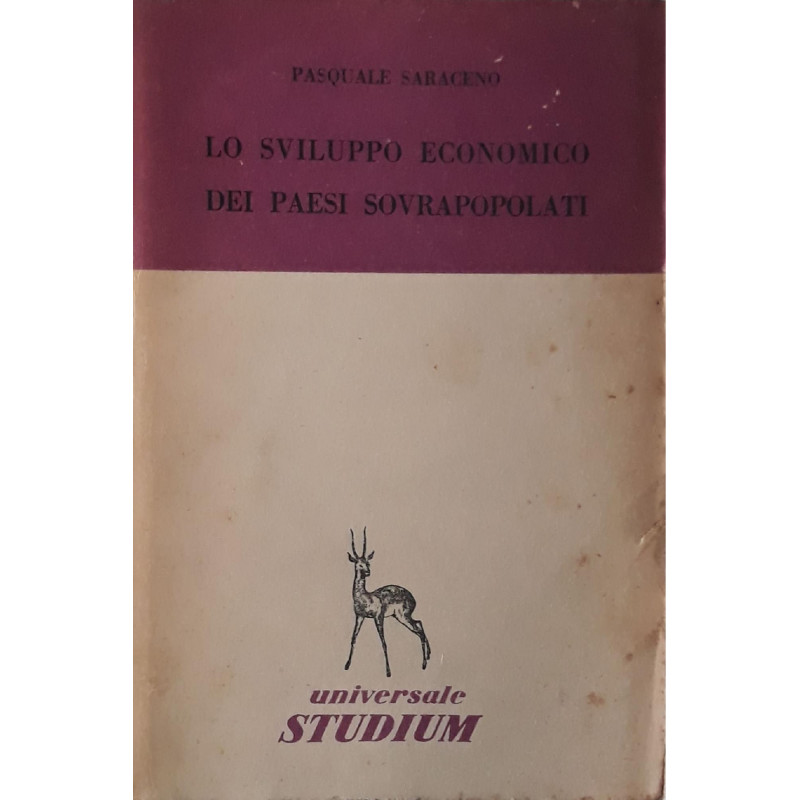 PASQUALE SARACENO
LO SVILUPPO ECONOMICO
DEI PAESI SOVRAPOPOLATI
universale
STUDIUM